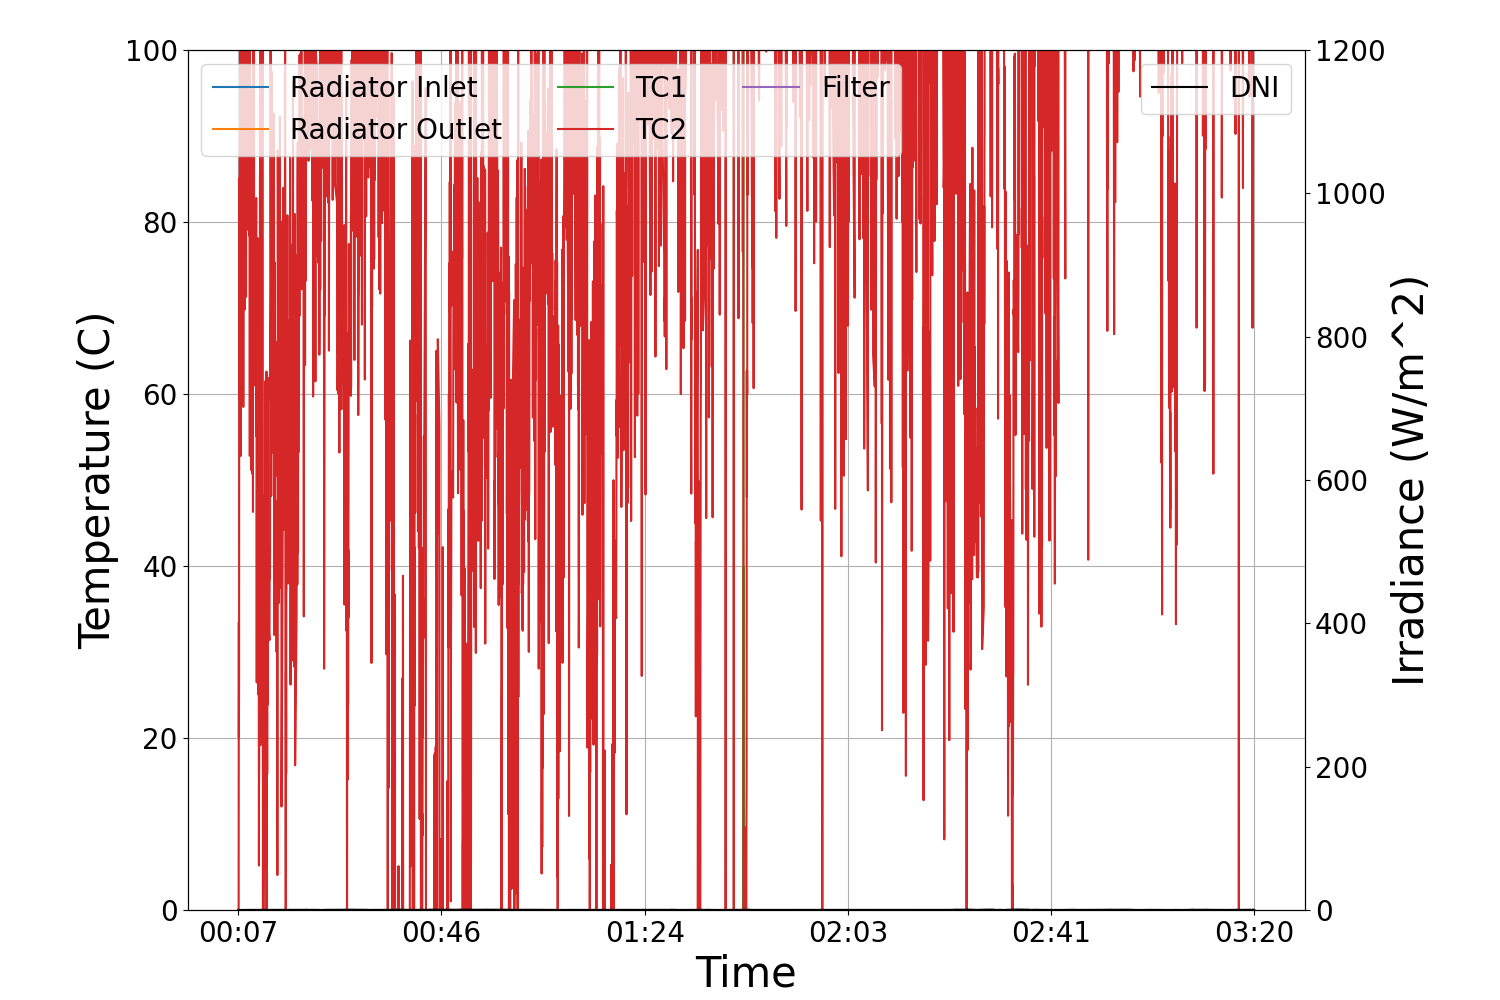 100
80
60
40
20
0
Temperature (C)
Radiator Inlet
Radiator Outlet
TC1
TC2
Filter
DNI
1200
1000
800
600
400
200
0
Irradiance (W/m^2)
00:07 00:46 01:24 02:03 02:41 03:20
Time